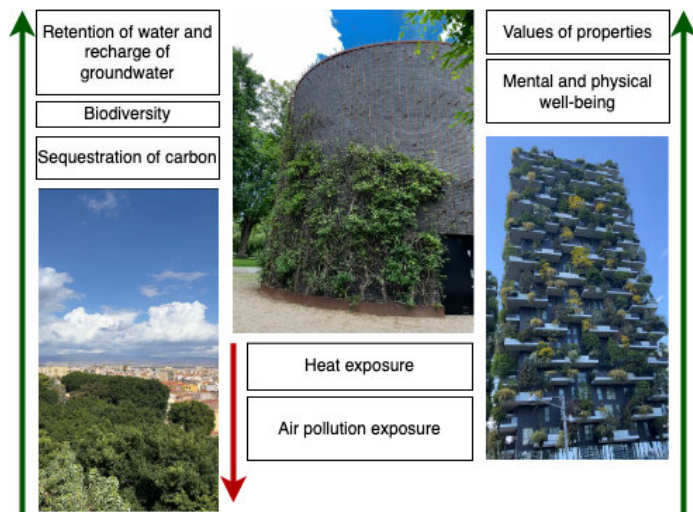 Retention of water and
recharge of
groundwater
Biodiversity
Sequestration of carbon
Heat exposure
Air pollution exposure
Values of properties
Mental and physical
well-being